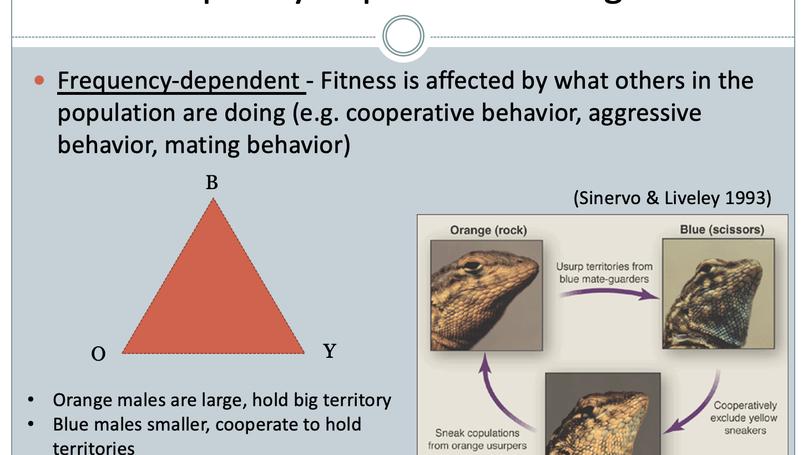 Frequency-dependent - Fitness is affected by what others in the
population are doing (e.g. cooperative behavior, aggressive
behavior, mating behavior)
B
O
Y
(Sinervo & Liveley 1993)
Orange (rock)
Blue (scissors)
Usurp territories from
blue mate-guarders
Cooperatively
exclude yellow
sneakers
Sneak copulations
from orange usurpers
• Orange males are large, hold big territory
• Blue males smaller, cooperate to hold
territories